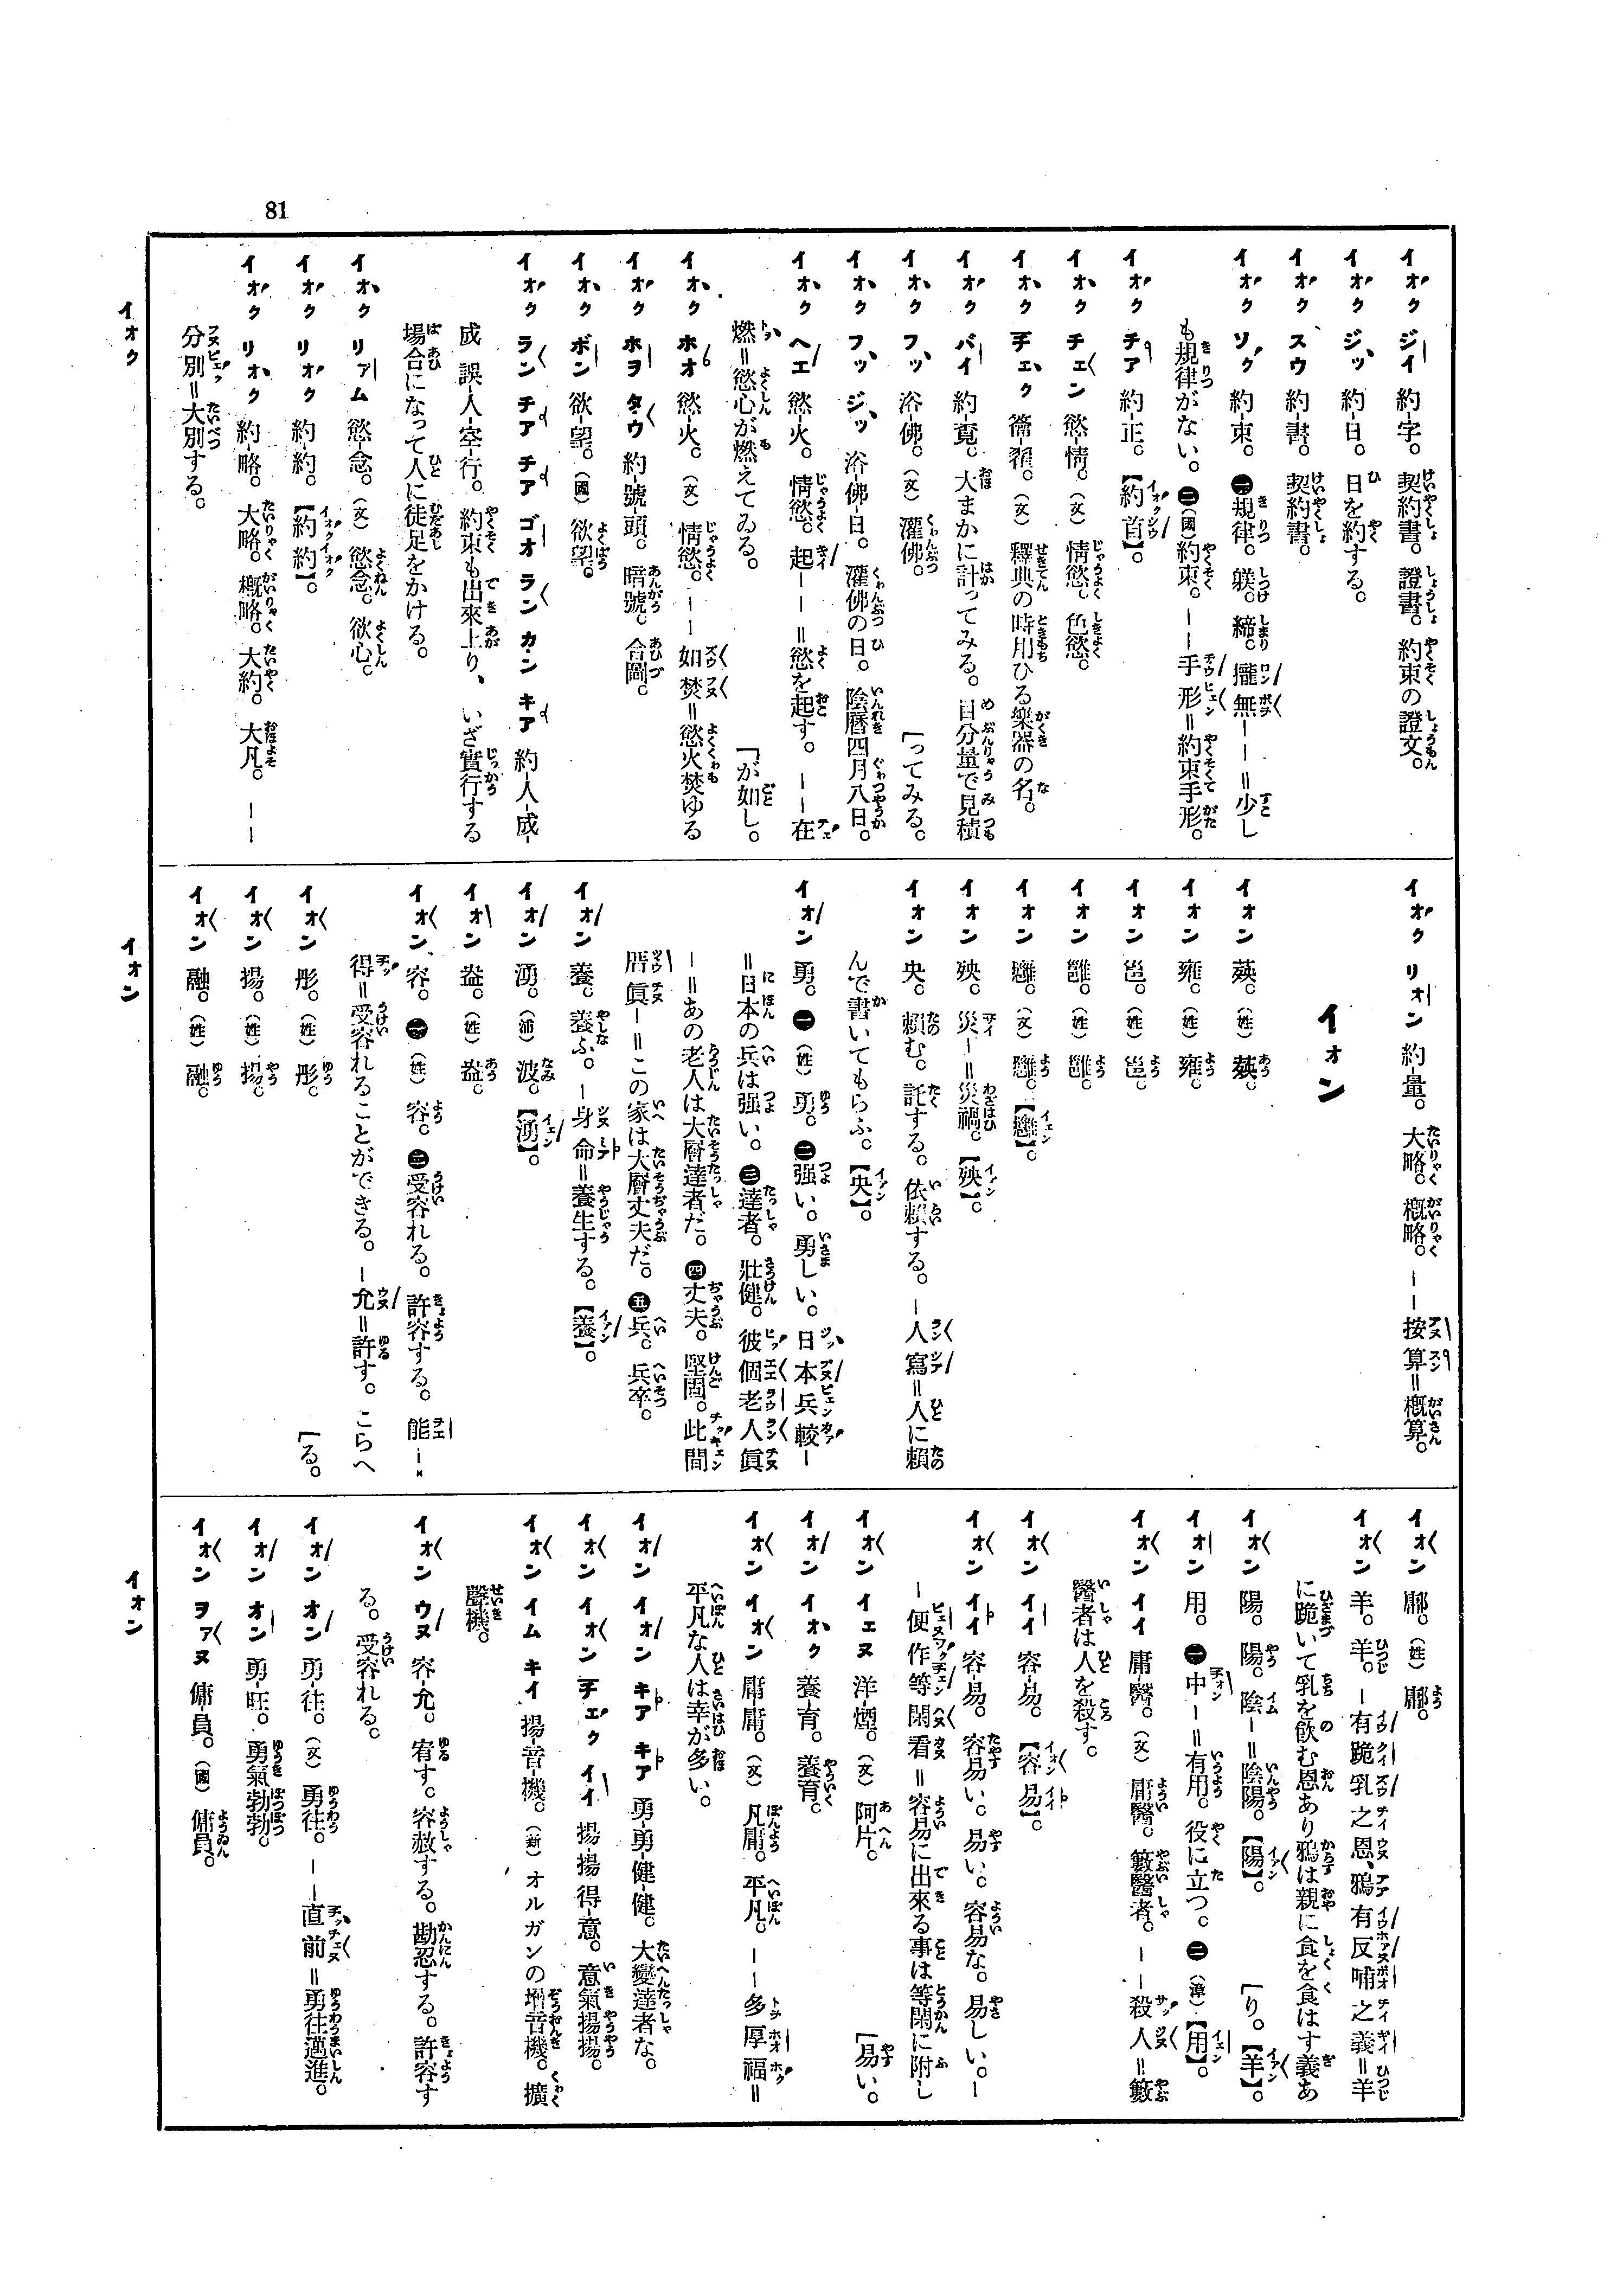 81
イオク ジイ 約-字。契約書。證書。約束の證文。
イオク ジッ 約-日。日を約する。
イオク スウ 約-書。契約書。
イオク ソク 約-束。㊀規律。躾。締。攏無ーー=少し
も規律がない。㊁(國)約束。ーー手形=約束手形。
イオク チア 約-正。【約首】。
イオク チェン 慾-情。(文)情慾。色慾。
イオク チェク 籥-翟。(文)釋典の時用ひる樂器の名。
イオク バイ 約-覔。大まかに計ってみる。目分量で見積
「ってみる。
イオク フッ 浴-佛。(文)灌佛。
イオク フッ ジッ 浴-佛-日。灌佛の日。陰曆四月八日。
イオク ヘエ 慾-火。情慾。起ーー=慾を起す。ーー在
燃=慾心が燃えてゐる。
「が如し。
イオク ホオ 慾-火。(文)情慾。ーー如焚=慾火焚ゆる
イオク ホヲ タウ 約-號-頭。暗號。合圖。
イオク ボン 欲-望。(國)欲望。
イオク ラン チア チア ゴオ ラン カン キア 約-人-成-
成 誤-人-空-行。約束も出來上り、いざ實行する
場合になって人に徒足をかける。
イオク リアム 慾-念。(文)慾念。欲心。
イオク リオク 約-約。【約約】。
イオク リオク 約-略。大略。概略。大約。大凡。ーー
分別=大別する。
イオク リオン 約量。大略。概略。ーー按算=概算。
イオン
イオン 霙。(姓)霙。
イオン 雍。(姓)雍。
イオン 邕。(姓)邕。
イオン 雝。(姓)雝。
イオン 殃。災ー=災禍。【殃】。
イオン 央。賴む。託する。依賴する。ー人寫=人に賴
んで書いてもらふ。【央】。
イオン 勇。㊀(姓)勇。㊁强い。勇しい。日本兵較ー
=日本の兵は强い。㊂達者。壯健。彼個老人眞
ー=あの老人は大層達者だ。㊃丈夫。堅固。此間
厝眞ー=この家は大層丈夫だ。㊄兵。兵卒。
イオン 養。養ふ。ー身命=養生する。【養】。
イオン 湧。(浦)波。【湧】。
イオン 盎。(姓)盎。
イオン 容。㊀(姓)容。㊁受容れる。許容する。能ー×
得=受容れることができる。ー允=許す。こらへ
「る。
イオン 肜。(姓)肜。
イオン 揚。(姓)揚。
イオン 融。(姓)融。
イオン 鄘。(姓)鄘。
イオン 羊。羊。ー有跪乳之恩、鴉有反哺之義=羊
に跪いて乳を飮む恩あり鴉は親に食を食はす義あ
「り。【羊】。
イオン 陽。陽。陰ー=陰陽。【陽】。
イオン 用。㊀中ー=有用。役に立つ。㊁(漳)【用】。
イオン イイ 庸-醫。(文)庸醫。籔醫者。ーー殺人=籔
醫者は人を殺す。
イオン イイ 容-易。【容易】。
イオン イイ 容-易。容易い。易い。容易な。易しい。ー
ー便作等閑看=容易に出來る事は等閑に附し
「易い。
イオン イェヌ 洋-煙。(文)阿片。
イオン イオク 養-育。養育。
イオン イオン 庸-庸。(文)凡庸。平凡。ーー多厚福=
平凡な人は幸が多い。
イオン イオン キア キア 勇-勇-健-健。大變達者な。
イオン イオン チェク イイ 揚-揚-得-意。意氣揚揚。
イオン イム キイ 揚-音-機。(新)オルガンの增音機。擴
聲機。
イオン ウヌ 容-允。宥す。容赦する。勘忍する。許容す
る。受容れる。
イオン オン 勇-往。(文)勇往。ーー直前=勇往邁進。
イオン オン 勇-旺。勇氣勃勃。
イオン ヲアヌ 傭-員。(國)傭員。
イオク
イオン
イオン